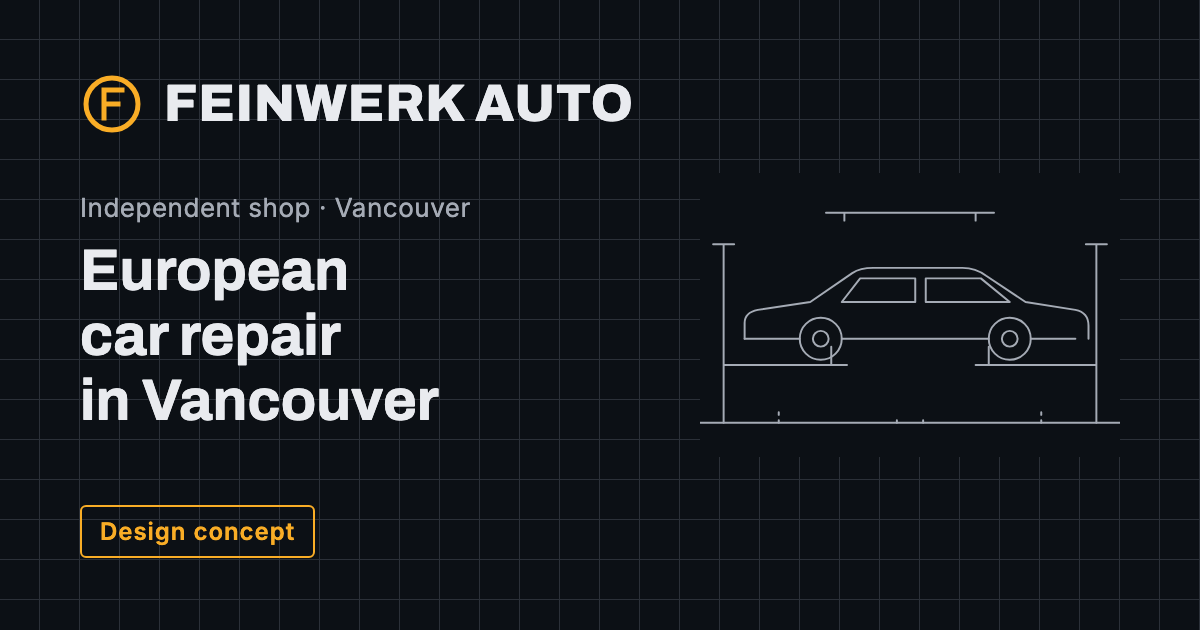 F
FEINWERK AUTO
Independent shop · Vancouver
European
car repair
in Vancouver
Design concept